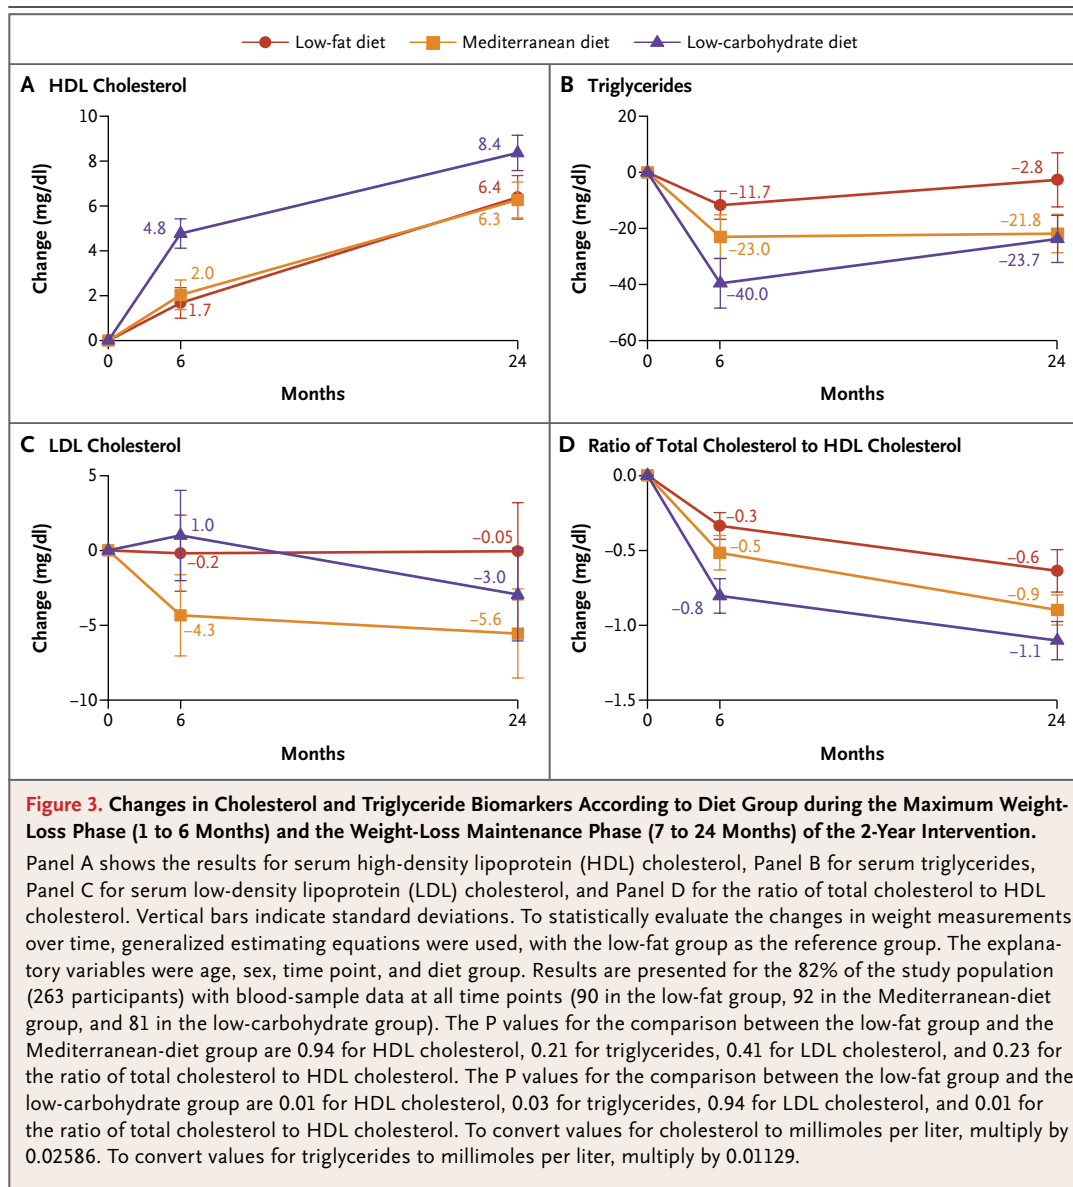 Low-fat diet Mediterranean diet Low-carbohydrate diet
A HDL Cholesterol
Change (mg/dl)
10
8
6
4
2
0
4.8
2.0
1.7
8.4
6.4
6.3
0 6 24
Months
B Triglycerides
Change (mg/dl)
20
0
−20
−40
−60
−11.7
−23.0
−40.0
−2.8
−21.8
−23.7
0 6 24
Months
C LDL Cholesterol
Change (mg/dl)
5
0
−5
−10
1.0
−0.2
−4.3
−0.05
−3.0
−5.6
0 6 24
Months
D Ratio of Total Cholesterol to HDL Cholesterol
Change (mg/dl)
0.0
−0.5
−1.0
−1.5
−0.3
−0.5
−0.8
−0.6
−0.9
−1.1
0 6 24
Months
Figure 3. Changes in Cholesterol and Triglyceride Biomarkers According to Diet Group during the Maximum Weight-
Loss Phase (1 to 6 Months) and the Weight-Loss Maintenance Phase (7 to 24 Months) of the 2-Year Intervention.
Panel A shows the results for serum high-density lipoprotein (HDL) cholesterol, Panel B for serum triglycerides,
Panel C for serum low-density lipoprotein (LDL) cholesterol, and Panel D for the ratio of total cholesterol to HDL
cholesterol. Vertical bars indicate standard deviations. To statistically evaluate the changes in weight measurements
over time, generalized estimating equations were used, with the low-fat group as the reference group. The explana-
tory variables were age, sex, time point, and diet group. Results are presented for the 82% of the study population
(263 participants) with blood-sample data at all time points (90 in the low-fat group, 92 in the Mediterranean-diet
group, and 81 in the low-carbohydrate group). The P values for the comparison between the low-fat group and the
Mediterranean-diet group are 0.94 for HDL cholesterol, 0.21 for triglycerides, 0.41 for LDL cholesterol, and 0.23 for
the ratio of total cholesterol to HDL cholesterol. The P values for the comparison between the low-fat group and the
low-carbohydrate group are 0.01 for HDL cholesterol, 0.03 for triglycerides, 0.94 for LDL cholesterol, and 0.01 for
the ratio of total cholesterol to HDL cholesterol. To convert values for cholesterol to millimoles per liter, multiply by
0.02586. To convert values for triglycerides to millimoles per liter, multiply by 0.01129.